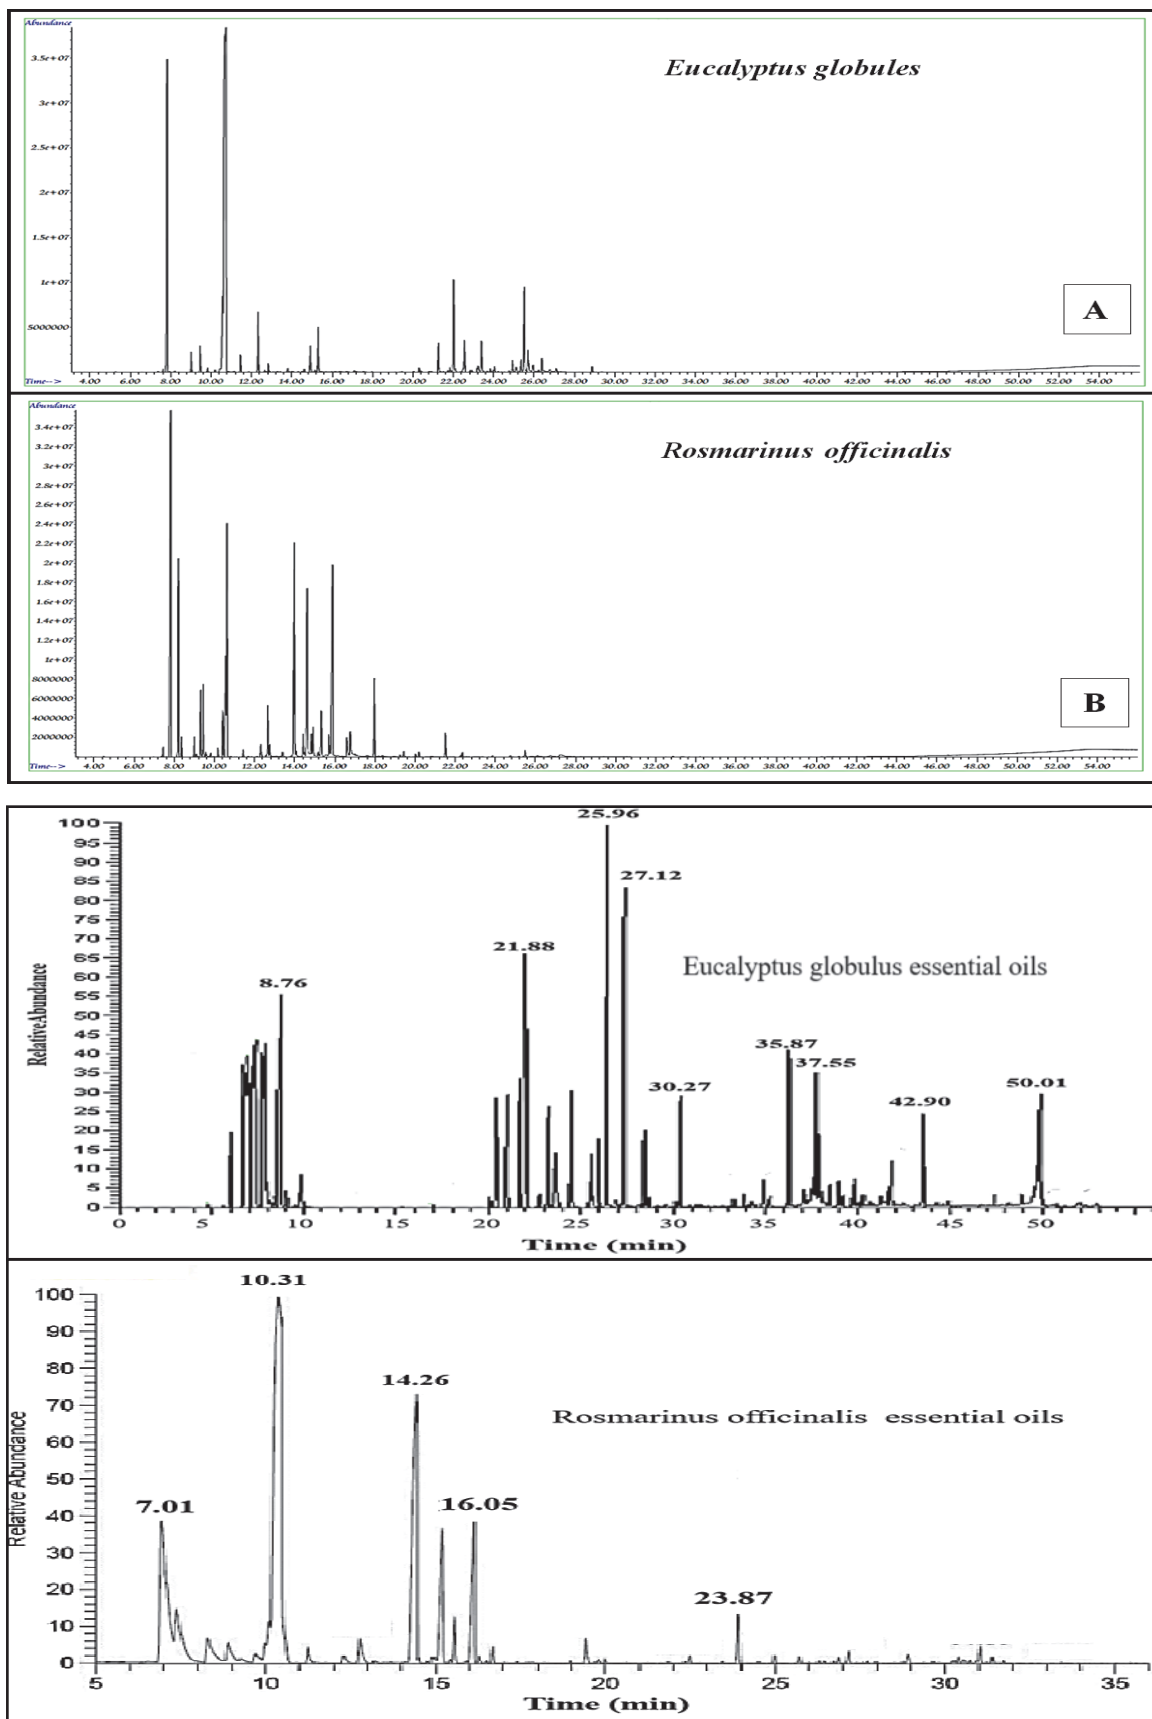 Abundance
3.5e+07
3e+07
2.5e+07
2e+07
1.5e+07
1e+07
5000000
Eucalyptus globules
A
Time--> 4.00 6.00 8.00 10.00 12.00 14.00 16.00 18.00 20.00 22.00 24.00 26.00 28.00 30.00 32.00 34.00 36.00 38.00 40.00 42.00 44.00 46.00 48.00 50.00 52.00 54.00
Abundance
3.4e+07
3.2e+07
3e+07
2.8e+07
2.6e+07
2.4e+07
2.2e+07
2e+07
1.8e+07
1.6e+07
1.4e+07
1.2e+07
1e+07
8000000
6000000
4000000
2000000
Rosmarinus officinalis
B
Time--> 4.00 6.00 8.00 10.00 12.00 14.00 16.00 18.00 20.00 22.00 24.00 26.00 28.00 30.00 32.00 34.00 36.00 38.00 40.00 42.00 44.00 46.00 48.00 50.00 52.00 54.00
Relative Abundance
100
95
90
85
80
75
70
65
60
55
50
45
40
35
30
25
20
15
10
5
0
25.96
27.12
21.88
Eucalyptus globulus essential oils
8.76
35.87
37.55
30.27
50.01
42.90
0 5 10 15 20 25 30 35 40 45 50
Time (min)
Relative Abundance
100
90
80
70
60
50
40
30
20
10
0
10.31
14.26
Rosmarinus officinalis essential oils
7.01
16.05
23.87
5 10 15 20 25 30 35
Time (min)